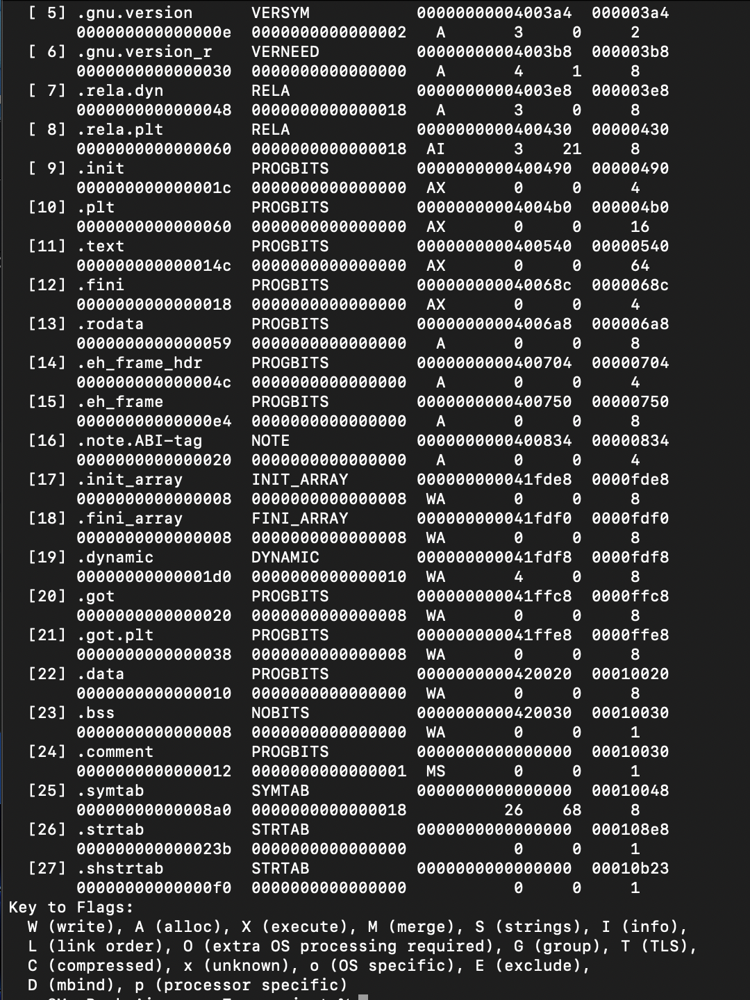 [ 5] .gnu.version      VERSYM           00000000004003a4  000003a4
     000000000000000e  0000000000000002   A       3     0     2
[ 6] .gnu.version_r    VERNEED          00000000004003b8  000003b8
     0000000000000030  0000000000000000   A       4     1     8
[ 7] .rela.dyn         RELA             00000000004003e8  000003e8
     0000000000000048  0000000000000018   A       3     0     8
[ 8] .rela.plt         RELA             0000000000400430  00000430
     0000000000000060  0000000000000018  AI       3    21     8
[ 9] .init             PROGBITS         0000000000400490  00000490
     000000000000001c  0000000000000000  AX       0     0     4
[10] .plt              PROGBITS         00000000004004b0  000004b0
     0000000000000060  0000000000000000  AX       0     0     16
[11] .text             PROGBITS         0000000000400540  00000540
     000000000000014c  0000000000000000  AX       0     0     64
[12] .fini             PROGBITS         000000000040068c  0000068c
     0000000000000018  0000000000000000  AX       0     0     4
[13] .rodata           PROGBITS         00000000004006a8  000006a8
     0000000000000059  0000000000000000   A       0     0     8
[14] .eh_frame_hdr     PROGBITS         0000000000400704  00000704
     000000000000004c  0000000000000000   A       0     0     4
[15] .eh_frame         PROGBITS         0000000000400750  00000750
     00000000000000e4  0000000000000000   A       0     0     8
[16] .note.ABI-tag     NOTE             0000000000400834  00000834
     0000000000000020  0000000000000000   A       0     0     4
[17] .init_array       INIT_ARRAY       000000000041fde8  0000fde8
     0000000000000008  0000000000000008  WA       0     0     8
[18] .fini_array       FINI_ARRAY       000000000041fdf0  0000fdf0
     0000000000000008  0000000000000008  WA       0     0     8
[19] .dynamic          DYNAMIC          000000000041fdf8  0000fdf8
     00000000000001d0  0000000000000010  WA       4     0     8
[20] .got              PROGBITS         000000000041ffc8  0000ffc8
     0000000000000020  0000000000000008  WA       0     0     8
[21] .got.plt          PROGBITS         000000000041ffe8  0000ffe8
     0000000000000038  0000000000000008  WA       0     0     8
[22] .data             PROGBITS         0000000000420020  00010020
     0000000000000010  0000000000000000  WA       0     0     8
[23] .bss              NOBITS           0000000000420030  00010030
     0000000000000008  0000000000000000  WA       0     0     1
[24] .comment          PROGBITS         0000000000000000  00010030
     0000000000000012  0000000000000001  MS       0     0     1
[25] .symtab           SYMTAB           0000000000000000  00010048
     00000000000008a0  0000000000000018          26    68     8
[26] .strtab           STRTAB           0000000000000000  000108e8
     000000000000023b  0000000000000000           0     0     1
[27] .shstrtab         STRTAB           0000000000000000  00010b23
     00000000000000f0  0000000000000000           0     0     1
Key to Flags:
  W (write), A (alloc), X (execute), M (merge), S (strings), I (info),
  L (link order), O (extra OS processing required), G (group), T (TLS),
  C (compressed), x (unknown), o (OS specific), E (exclude),
  D (mbind), p (processor specific)